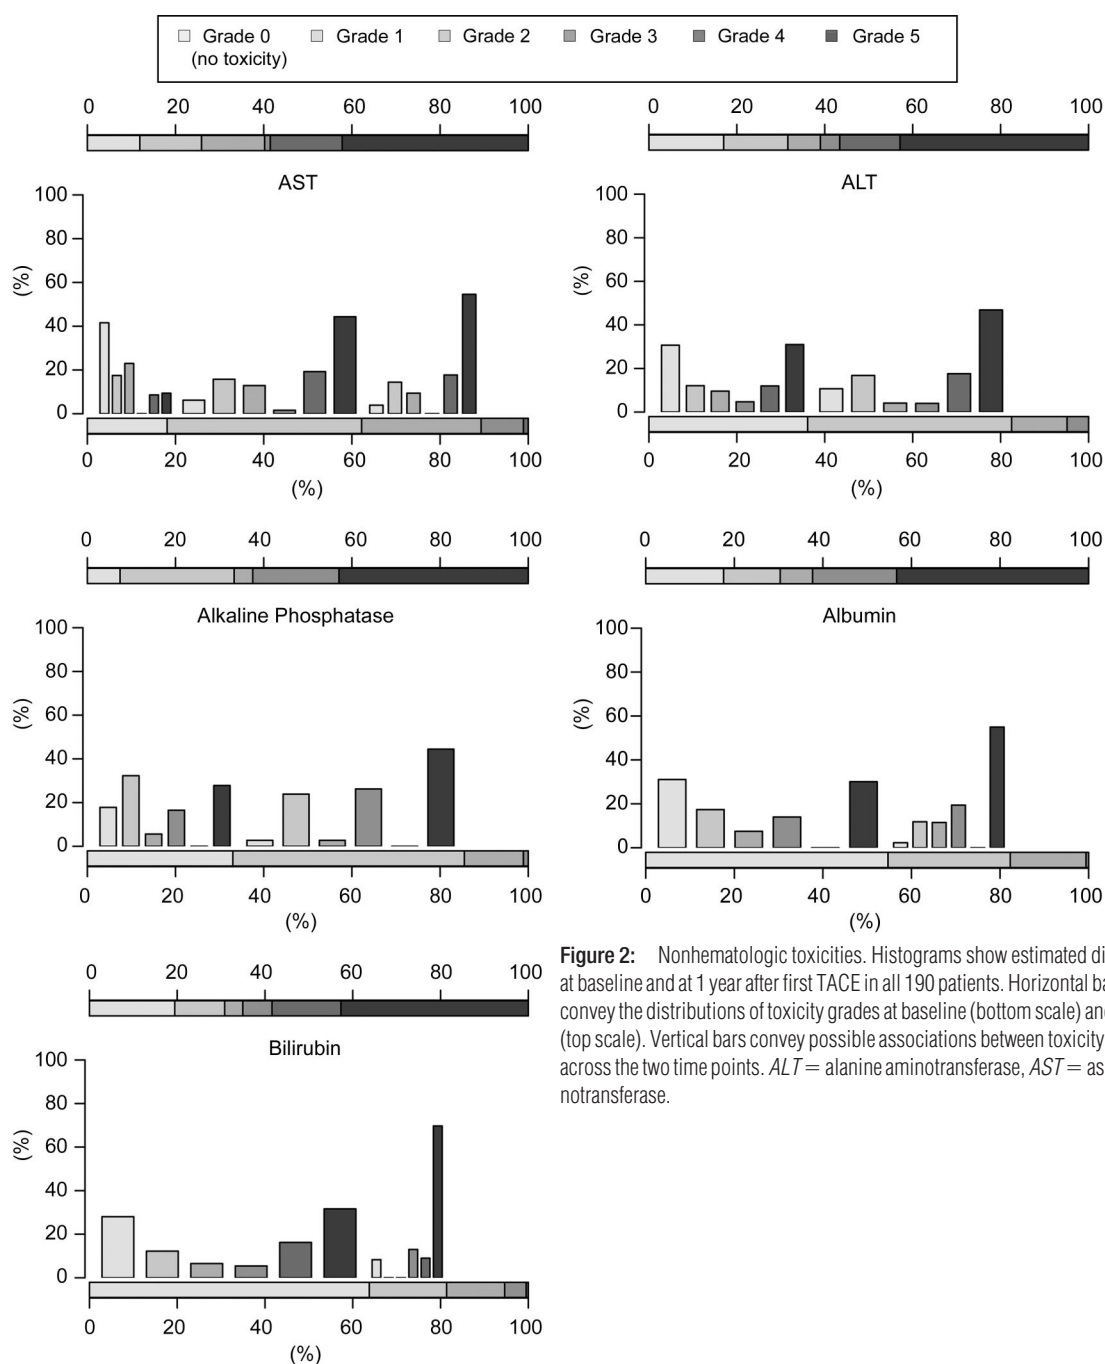 Grade 0 Grade 1 Grade 2 Grade 3 Grade 4 Grade 5
(no toxicity)
0 20 40 60 80 100
AST
100
80
60
40
20
0
(%)
0 20 40 60 80 100
(%)
0 20 40 60 80 100
ALT
100
80
60
40
20
0
(%)
0 20 40 60 80 100
(%)
0 20 40 60 80 100
Alkaline Phosphatase
100
80
60
40
20
0
(%)
0 20 40 60 80 100
(%)
0 20 40 60 80 100
Albumin
100
80
60
40
20
0
(%)
0 20 40 60 80 100
(%)
0 20 40 60 80 100
Bilirubin
100
80
60
40
20
0
(%)
0 20 40 60 80 100
(%)
Figure 2: Nonhematologic toxicities. Histograms show estimated di
at baseline and at 1 year after first TACE in all 190 patients. Horizontal ba
convey the distributions of toxicity grades at baseline (bottom scale) an
(top scale). Vertical bars convey possible associations between toxicity
across the two time points. ALT = alanine aminotransferase, AST = as
notransferase.